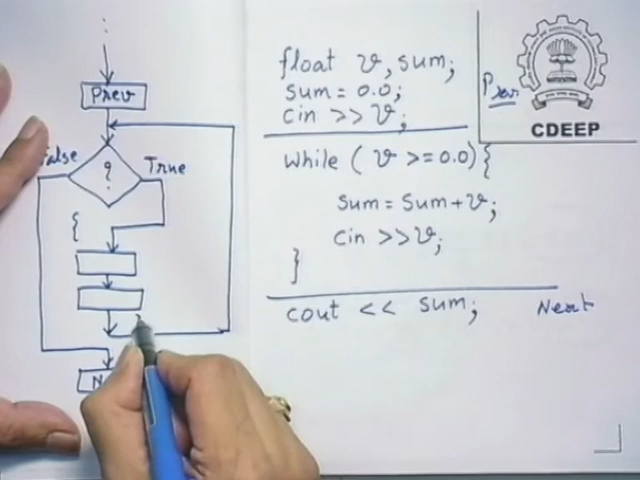 Prev
False
True
?
{
N
float v, sum;
sum = 0.0;
cin >> v;
while ( v >= 0.0) {
sum = sum + v;
cin >> v;
}
cout << sum;
Next
Prev
CDEEP